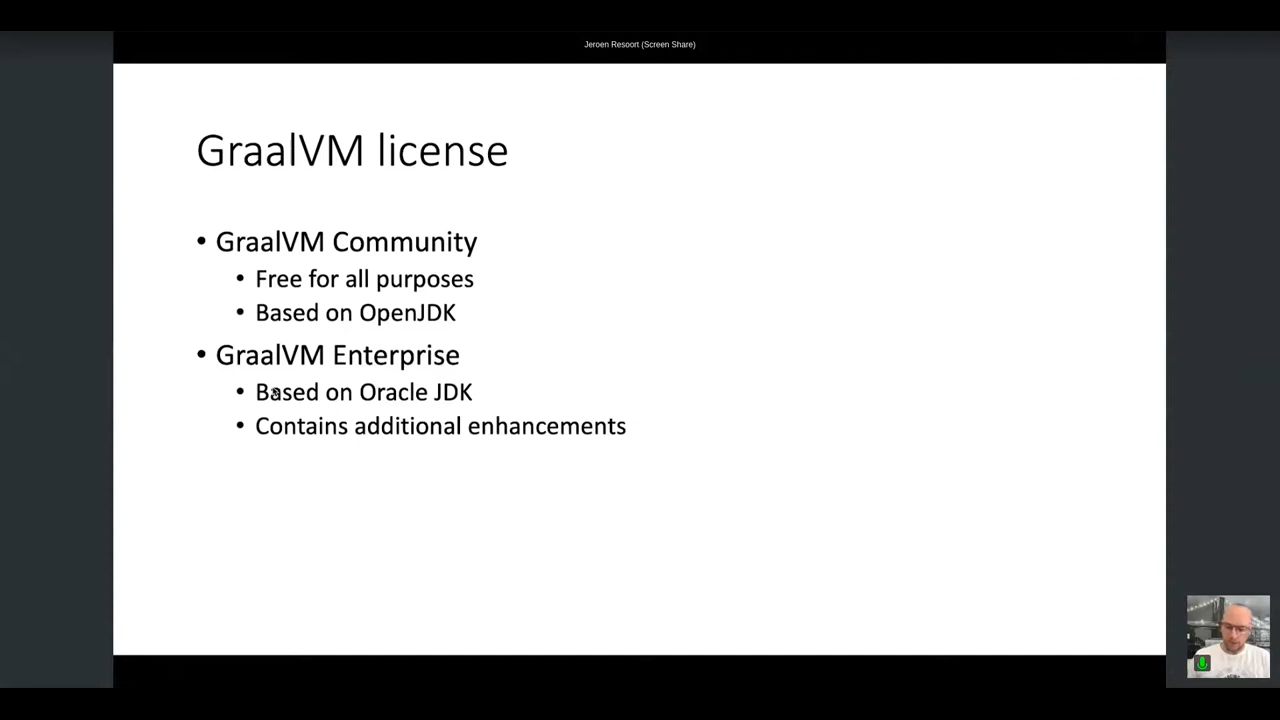 Jeroen Resoort (Screen Share)
GraalVM license
• GraalVM Community
• Free for all purposes
• Based on OpenJDK
• GraalVM Enterprise
• Based on Oracle JDK
• Contains additional enhancements